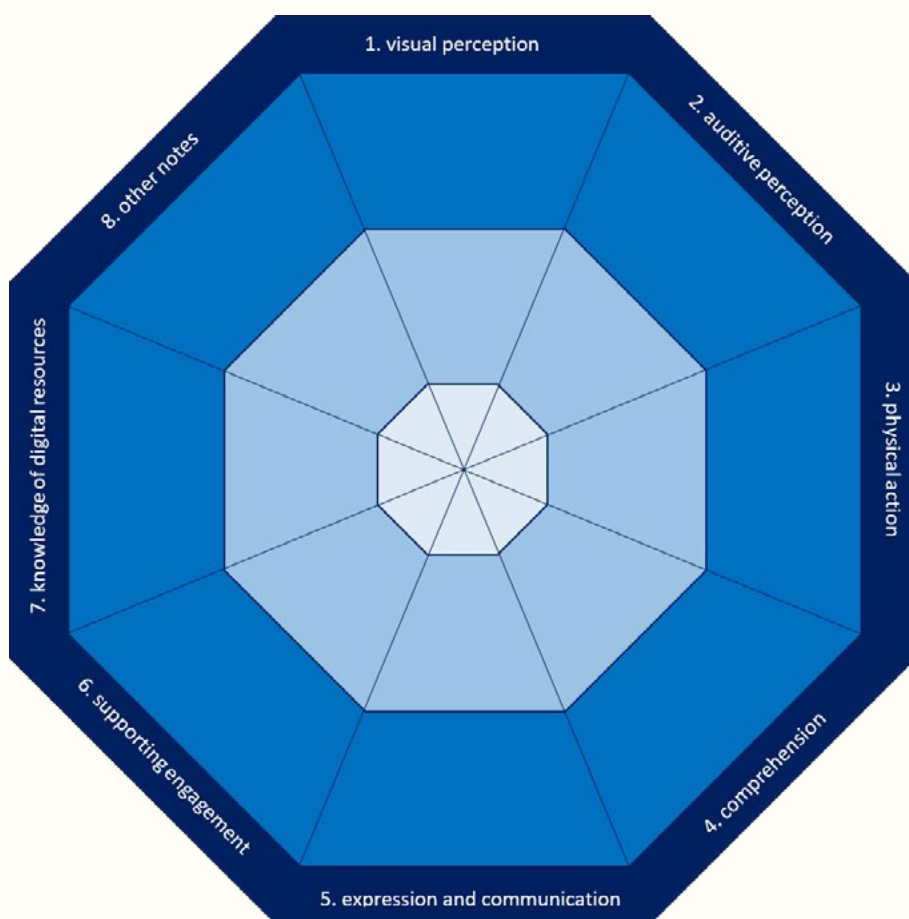 1. visual perception
2. auditive perception
3. physical action
4. comprehension
5. expression and communication
6. supporting engagement
7. knowledge of digital resources
8. other notes